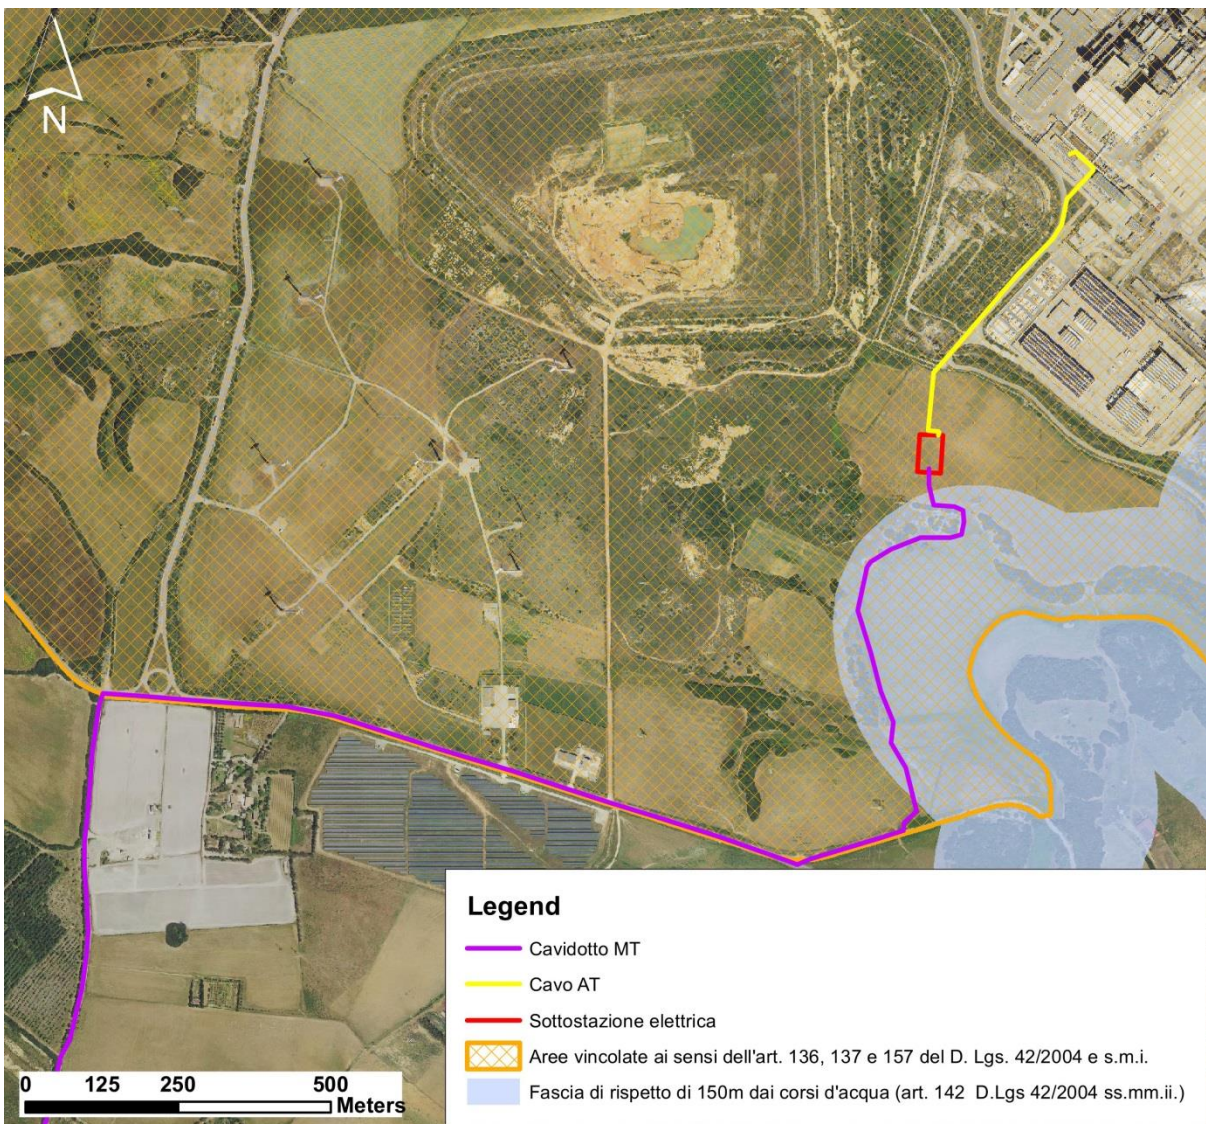 N
Legend
Cavidotto MT
Cavo AT
Sottostazione elettrica
Aree vincolate ai sensi dell'art. 136, 137 e 157 del D. Lgs. 42/2004 e s.m.i.
Fascia di rispetto di 150m dai corsi d'acqua (art. 142 D.Lgs 42/2004 ss.mm.ii.)
0 125 250 500
Meters